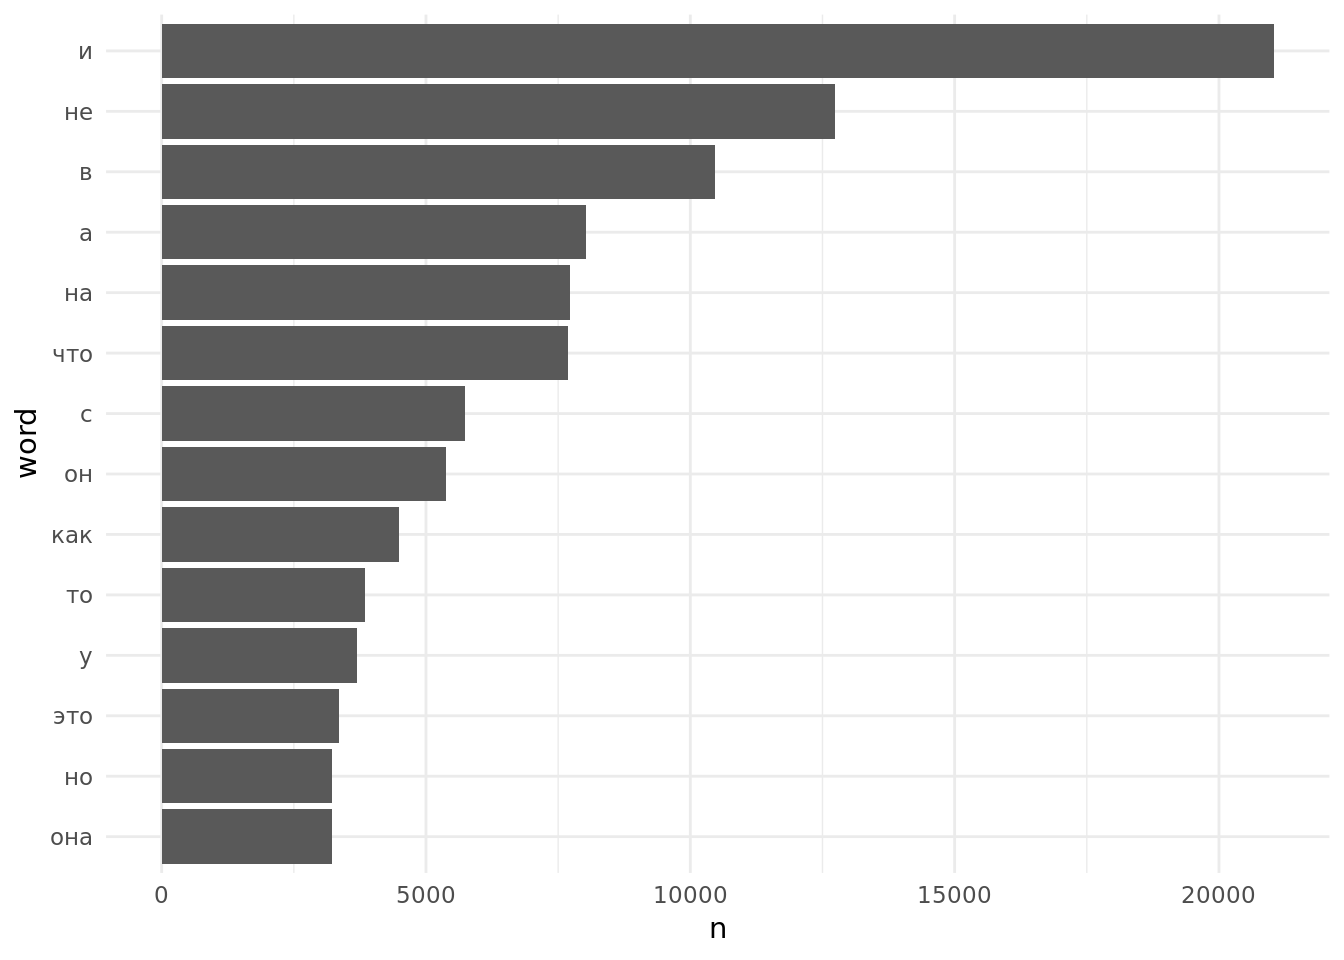 и
не
в
а
на
что
с
он
как
то
у
это
но
она
word
0 5000 10000 15000 20000
n